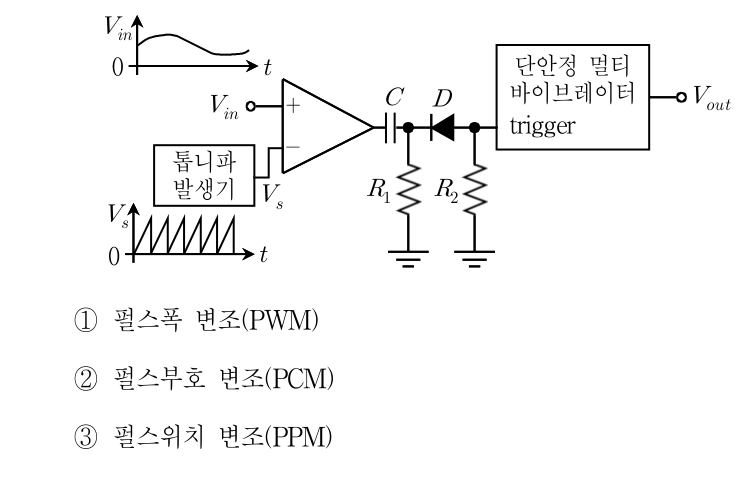 V_in
0
t
V_in
+
−
톱니파
발생기
V_s
V_s
0
t
C
D
R_1
R_2
단안정 멀티
바이브레이터
trigger
V_out
① 펄스폭 변조(PWM)
② 펄스부호 변조(PCM)
③ 펄스위치 변조(PPM)